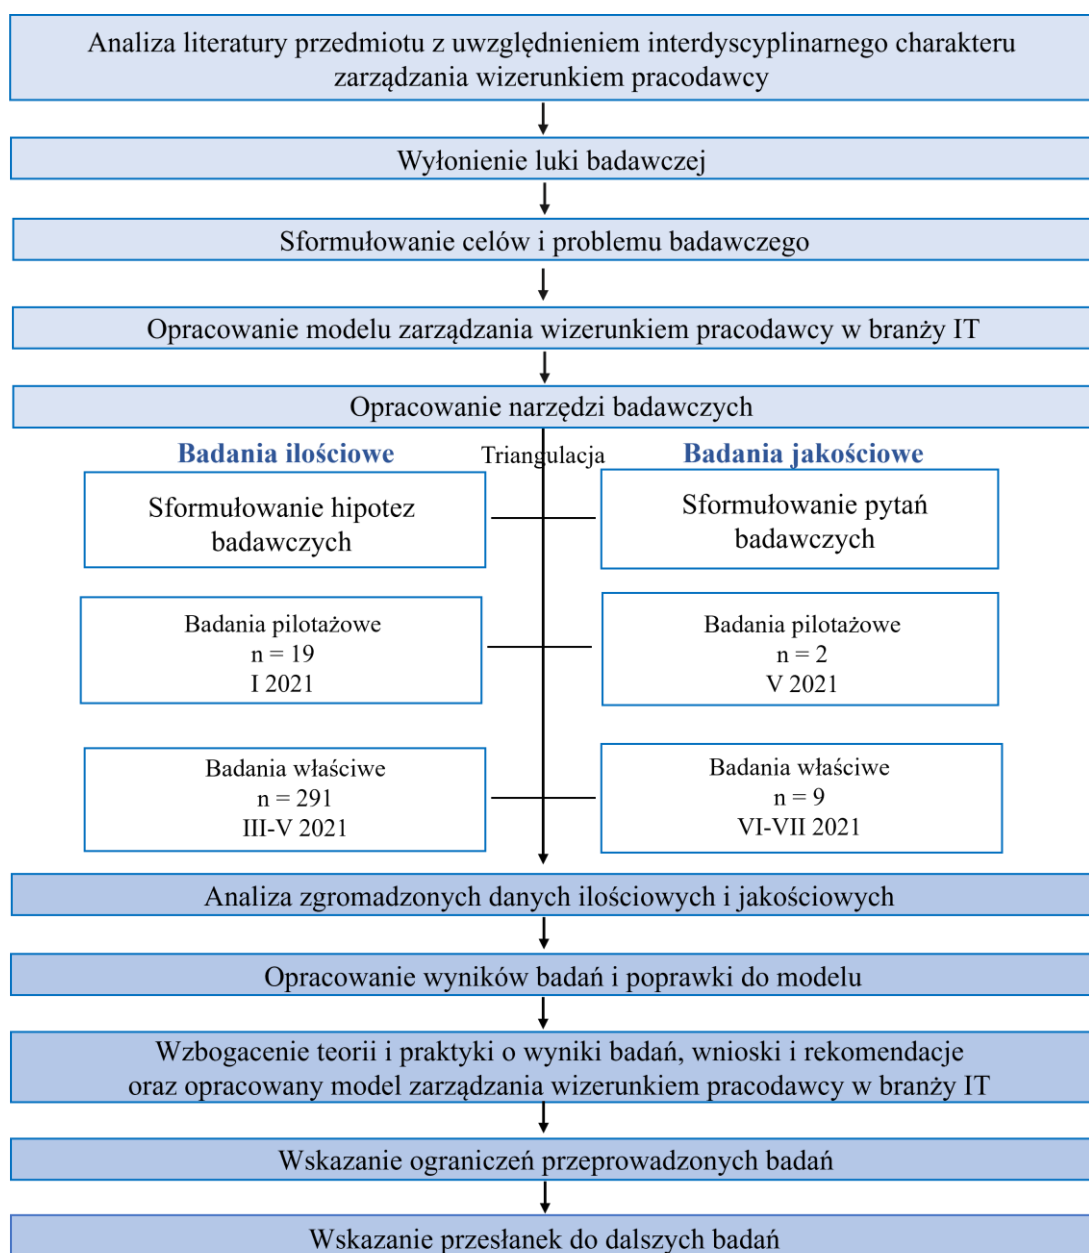 Analiza literatury przedmiotu z uwzględnieniem interdyscyplinarnego charakteru
zarządzania wizerunkiem pracodawcy
Wyłonienie luki badawczej
Sformułowanie celów i problemu badawczego
Opracowanie modelu zarządzania wizerunkiem pracodawcy w branży IT
Opracowanie narzędzi badawczych
Badania ilościowe
Triangulacja
Badania jakościowe
Sformułowanie hipotez
badawczych
Sformułowanie pytań
badawczych
Badania pilotażowe
n = 19
I 2021
Badania pilotażowe
n = 2
V 2021
Badania właściwe
n = 291
III-V 2021
Badania właściwe
n = 9
VI-VII 2021
Analiza zgromadzonych danych ilościowych i jakościowych
Opracowanie wyników badań i poprawki do modelu
Wzbogacenie teorii i praktyki o wyniki badań, wnioski i rekomendacje
oraz opracowany model zarządzania wizerunkiem pracodawcy w branży IT
Wskazanie ograniczeń przeprowadzonych badań
Wskazanie przesłanek do dalszych badań